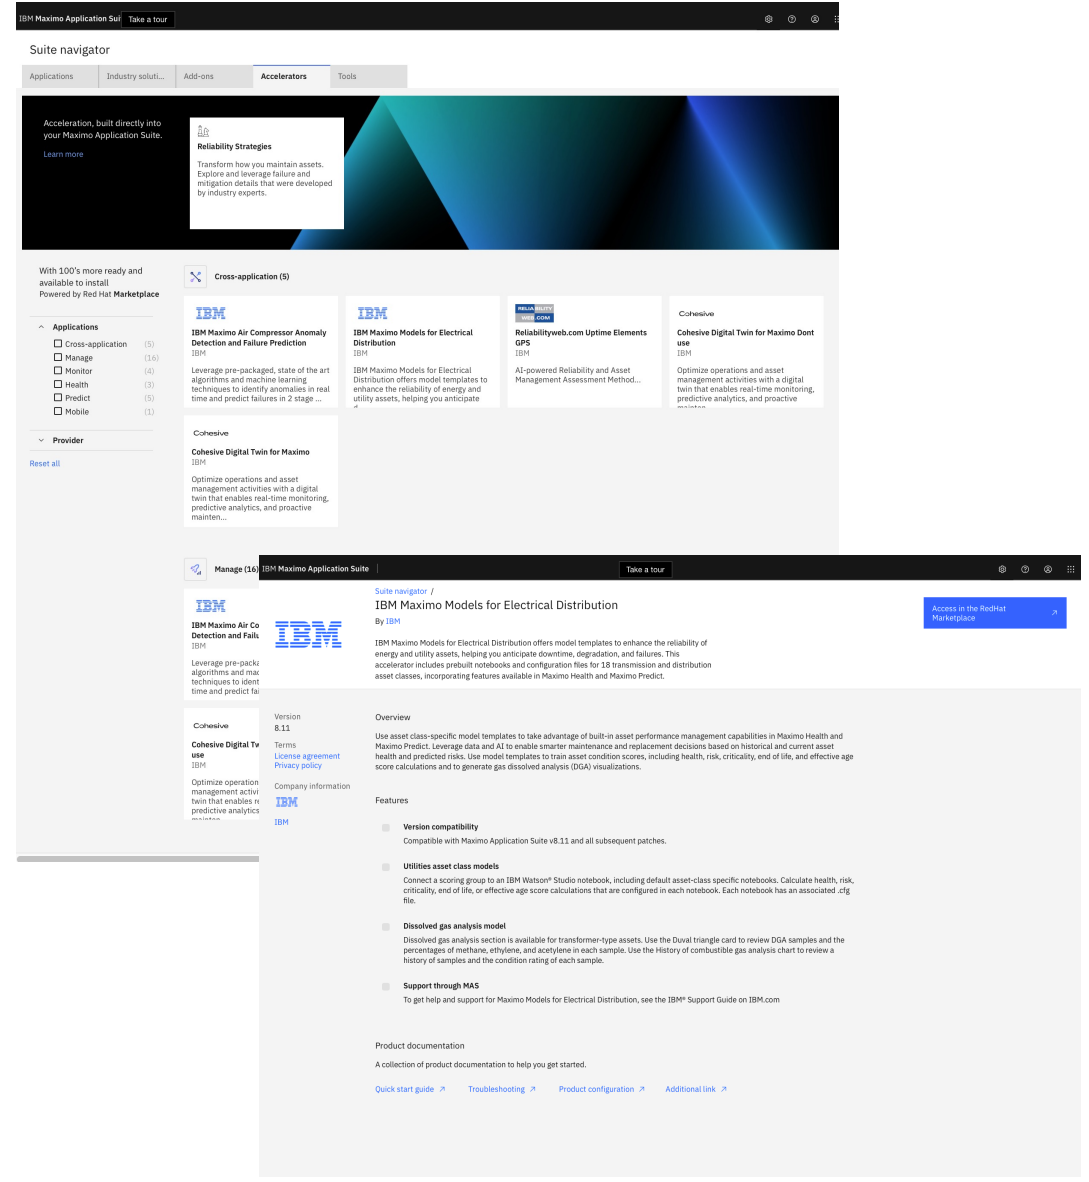 IBM Maximo Application Sui
Take a tour
Suite navigator
Applications
Industry soluti...
Add-ons
Accelerators
Tools
Acceleration, built directly into
your Maximo Application Suite.
Learn more
Reliability Strategies
Transform how you maintain assets.
Explore and leverage failure and
mitigation details that were developed
by industry experts.
With 100's more ready and
available to install
Powered by Red Hat Marketplace
Applications
Cross-application (5)
Manage (16)
Monitor (4)
Health (3)
Predict (5)
Mobile (1)
Provider
Reset all
Cross-application (5)
IBM
IBM Maximo Air Compressor Anomaly
Detection and Failure Prediction
IBM
Leverage pre-packaged, state of the art
algorithms and machine learning
techniques to identify anomalies in real
time and predict failures in 2 stage ...
IBM
IBM Maximo Models for Electrical
Distribution
IBM
IBM Maximo Models for Electrical
Distribution offers model templates to
enhance the reliability of energy and
utility assets, helping you anticipate
RELIABILITY
WEB.COM
Reliabilityweb.com Uptime Elements
GPS
IBM
AI-powered Reliability and Asset
Management Assessment Method...
Cohesive
Cohesive Digital Twin for Maximo Dont
use
IBM
Optimize operations and asset
management activities with a digital
twin that enables real-time monitoring,
predictive analytics, and proactive
mainten...
Cohesive
Cohesive Digital Twin for Maximo
IBM
Optimize operations and asset
management activities with a digital
twin that enables real-time monitoring,
predictive analytics, and proactive
mainten...
Manage (16)
IBM
IBM Maximo Air Co
Detection and Failu
IBM
Leverage pre-packa
algorithms and mac
techniques to ident
time and predict fai
Cohesive
Cohesive Digital Tw
use
IBM
Optimize operation
management activi
twin that enables re
predictive analytics
IBM Maximo Application Suite
Take a tour
Suite navigator /
IBM Maximo Models for Electrical Distribution
By IBM
IBM
IBM Maximo Models for Electrical Distribution offers model templates to enhance the reliability of
energy and utility assets, helping you anticipate downtime, degradation, and failures. This
accelerator includes prebuilt notebooks and configuration files for 18 transmission and distribution
asset classes, incorporating features available in Maximo Health and Maximo Predict.
Access in the RedHat
Marketplace
Version
8.11
Terms
License agreement
Privacy policy
Company information
IBM
IBM
Overview
Use asset class-specific model templates to take advantage of built-in asset performance management capabilities in Maximo Health and
Maximo Predict. Leverage data and AI to enable smarter maintenance and replacement decisions based on historical and current asset
health and predicted risks. Use model templates to train asset condition scores, including health, risk, criticality, end of life, and effective age
score calculations and to generate gas dissolved analysis (DGA) visualizations.
Features
Version compatibility
Compatible with Maximo Application Suite v8.11 and all subsequent patches.
Utilities asset class models
Connect a scoring group to an IBM Watson® Studio notebook, including default asset-class specific notebooks. Calculate health, risk,
criticality, end of life, or effective age score calculations that are configured in each notebook. Each notebook has an associated .cfg
file.
Dissolved gas analysis model
Dissolved gas analysis section is available for transformer-type assets. Use the Duval triangle card to review DGA samples and the
percentages of methane, ethylene, and acetylene in each sample. Use the History of combustible gas analysis chart to review a
history of samples and the condition rating of each sample.
Support through MAS
To get help and support for Maximo Models for Electrical Distribution, see the IBM® Support Guide on IBM.com
Product documentation
A collection of product documentation to help you get started.
Quick start guide
Troubleshooting
Product configuration
Additional link